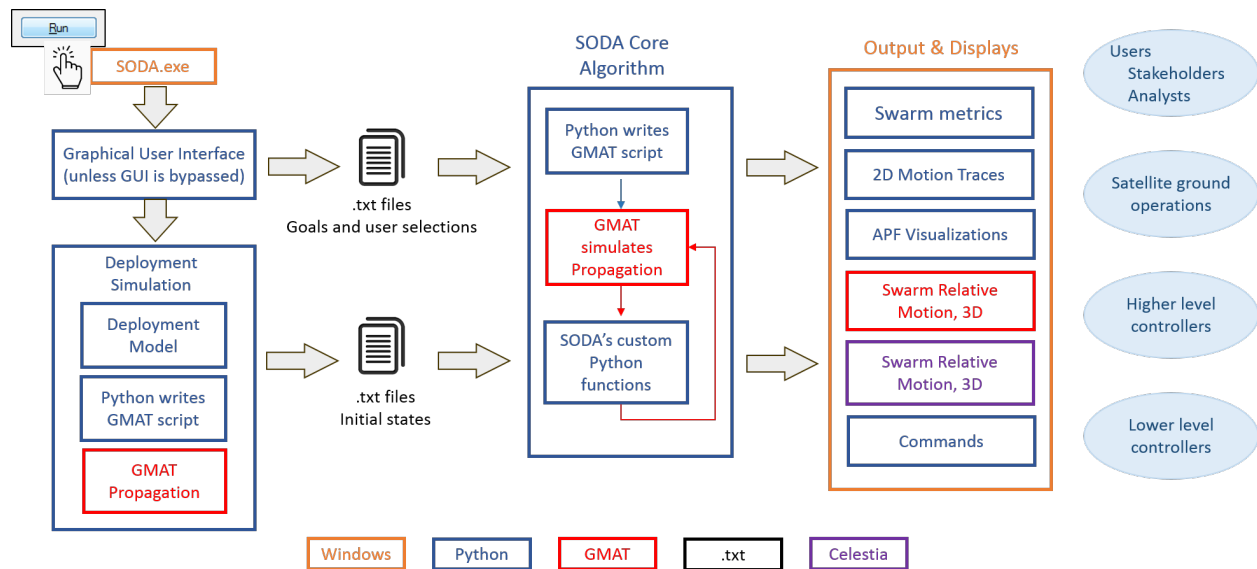 Run
SODA.exe
Graphical User Interface
(unless GUI is bypassed)
Deployment
Simulation
Deployment
Model
Python writes
GMAT script
GMAT
Propagation
.txt files
Goals and user selections
.txt files
Initial states
SODA Core
Algorithm
Python writes
GMAT script
GMAT
simulates
Propagation
SODA's custom
Python
functions
Output & Displays
Swarm metrics
2D Motion Traces
APF Visualizations
Swarm Relative
Motion, 3D
Swarm Relative
Motion, 3D
Commands
Users
Stakeholders
Analysts
Satellite ground
operations
Higher level
controllers
Lower level
controllers
Windows
Python
GMAT
.txt
Celestia